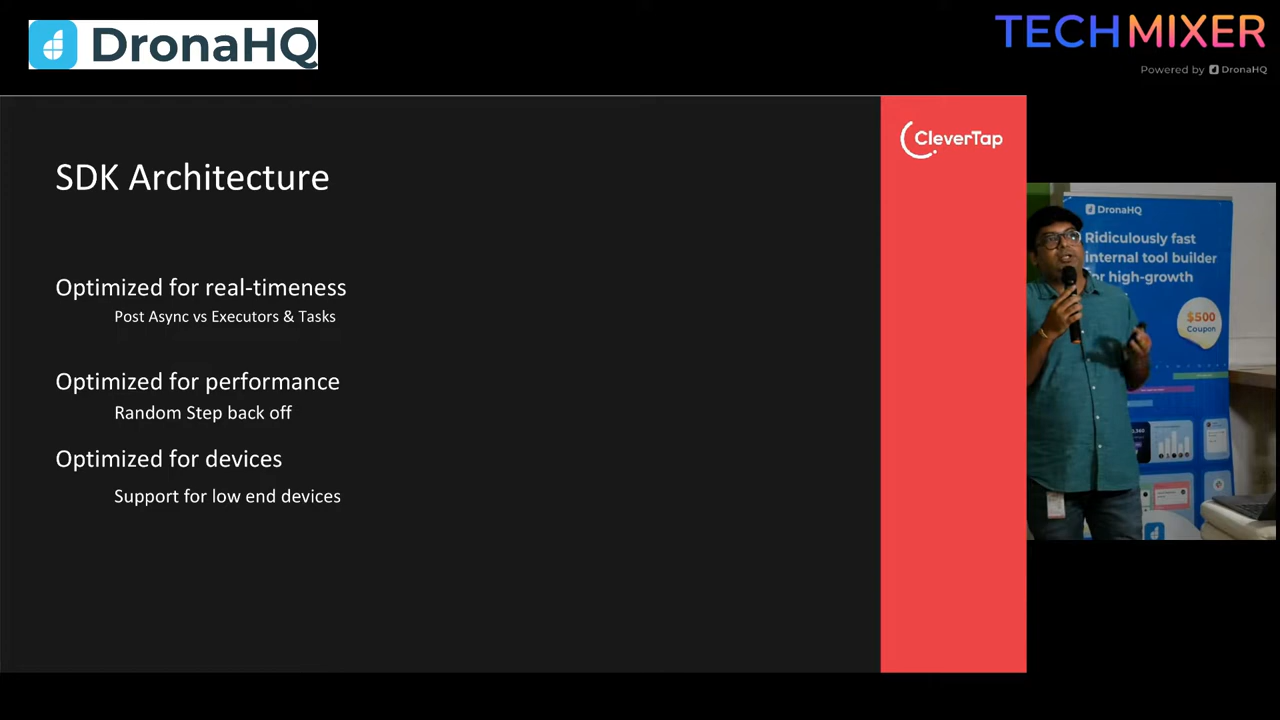 DronaHQ
TECHMIXER
Powered by DronaHQ
CleverTap
SDK Architecture
Optimized for real-timeness
Post Async vs Executors & Tasks
Optimized for performance
Random Step back off
Optimized for devices
Support for low end devices
DronaHQ
Ridiculously fast
internal tool builder
for high-growth
$500
Coupon